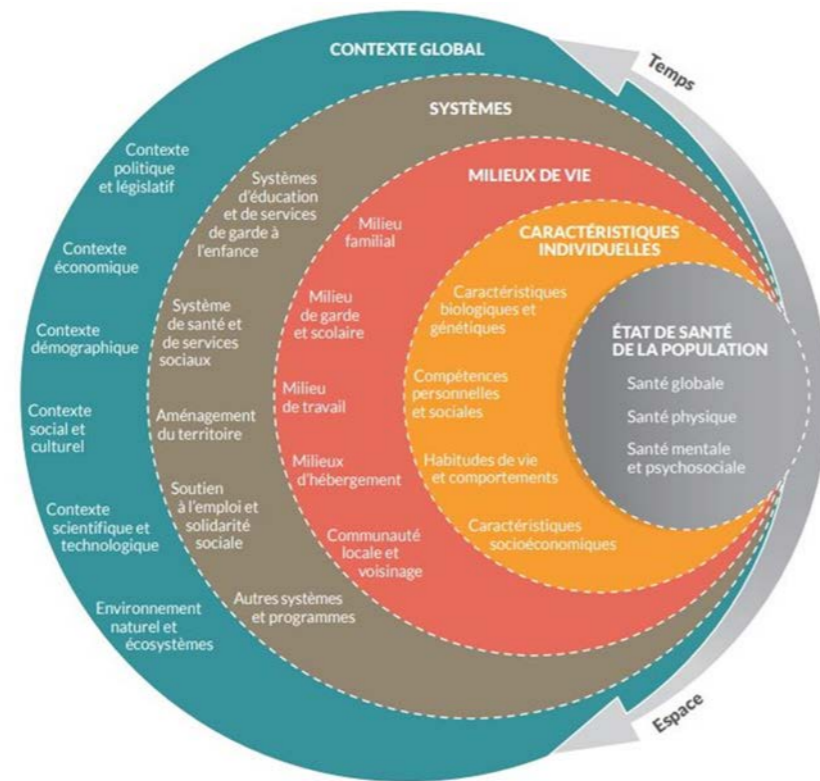 CONTEXTE GLOBAL
Temps
SYSTÈMES
MILIEUX DE VIE
CARACTÉRISTIQUES
INDIVIDUELLES
ÉTAT DE SANTÉ
DE LA POPULATION
Contexte
politique
et législatif
Contexte
économique
Contexte
démographique
Contexte
social et
culturel
Contexte
scientifique et
technologique
Environnement
naturel et
écosystèmes
Systèmes
d'éducation
et de services
de garde à
l'enfance
Système
de santé et
de services
sociaux
Aménagement
du territoire
Soutien
à l'emploi et
solidarité
sociale
Autres systèmes
et programmes
Milieu
familial
Milieu
de garde
et scolaire
Milieu
de travail
Milieux
d'hébergement
Communauté
locale et
voisinage
Caractéristiques
biologiques et
génétiques
Compétences
personnelles
et sociales
Habitudes de vie
et comportements
Caractéristiques
socioéconomiques
Santé globale
Santé physique
Santé mentale
et psychosociale
Espace